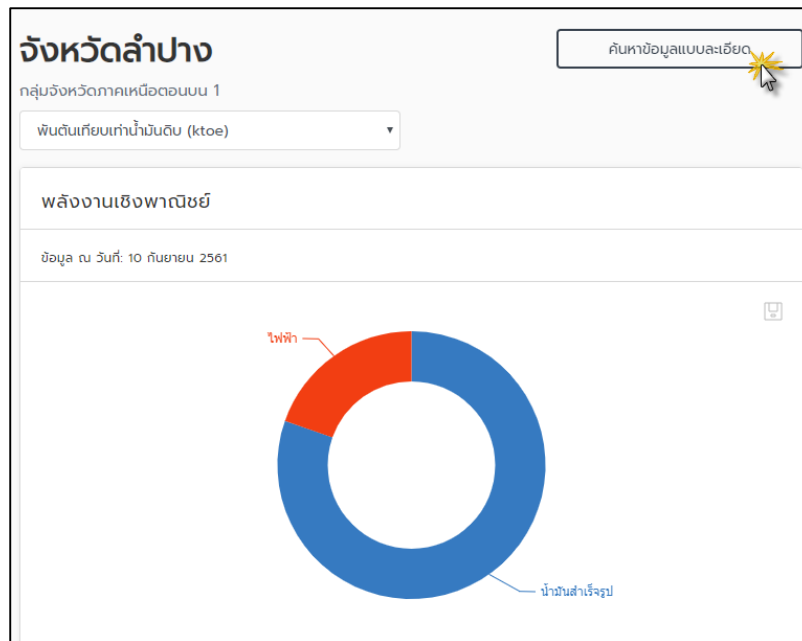 จังหวัดลำปาง
ค้นหาข้อมูลแบบละเอียด
กลุ่มจังหวัดภาคเหนือตอนบน 1
พันตันเทียบเท่าน้ำมันดิบ (ktoe)
พลังงานเชิงพาณิชย์
ข้อมูล ณ วันที่: 10 กันยายน 2561
ไฟฟ้า
น้ำมันสำเร็จรูป